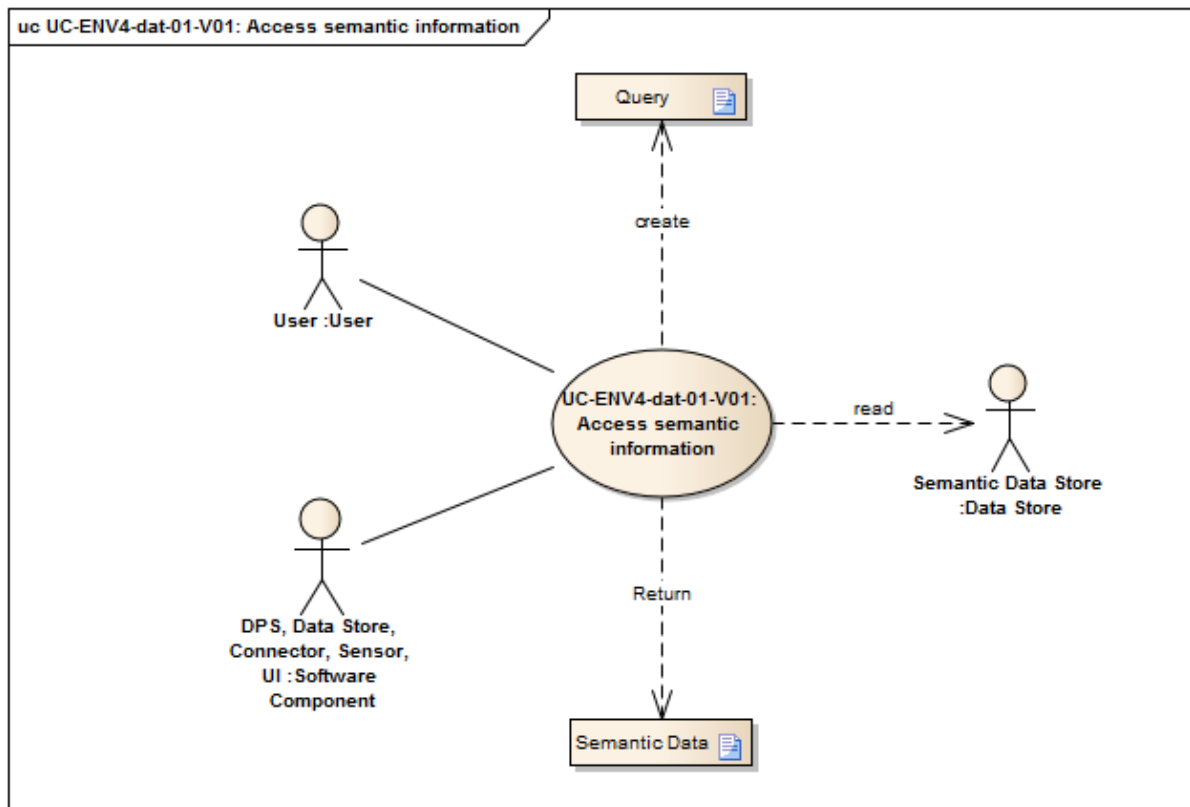 uc UC-ENV4-dat-01-V01: Access semantic information
Query
create
User :User
UC-ENV4-dat-01-V01:
Access semantic
information
read
Semantic Data Store
:Data Store
DPS, Data Store,
Connector, Sensor,
UI :Software
Component
Return
Semantic Data